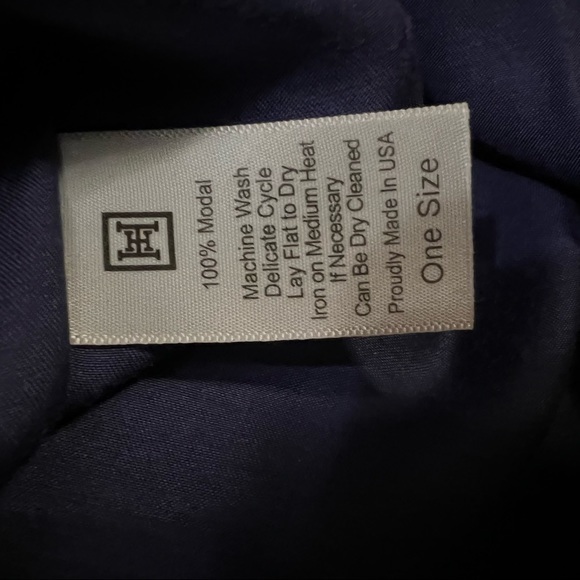 100% Modal
Machine Wash
Delicate Cycle
Lay Flat to Dry
Iron on Medium Heat
If Necessary
Can Be Dry Cleaned
Proudly Made In USA
One Size